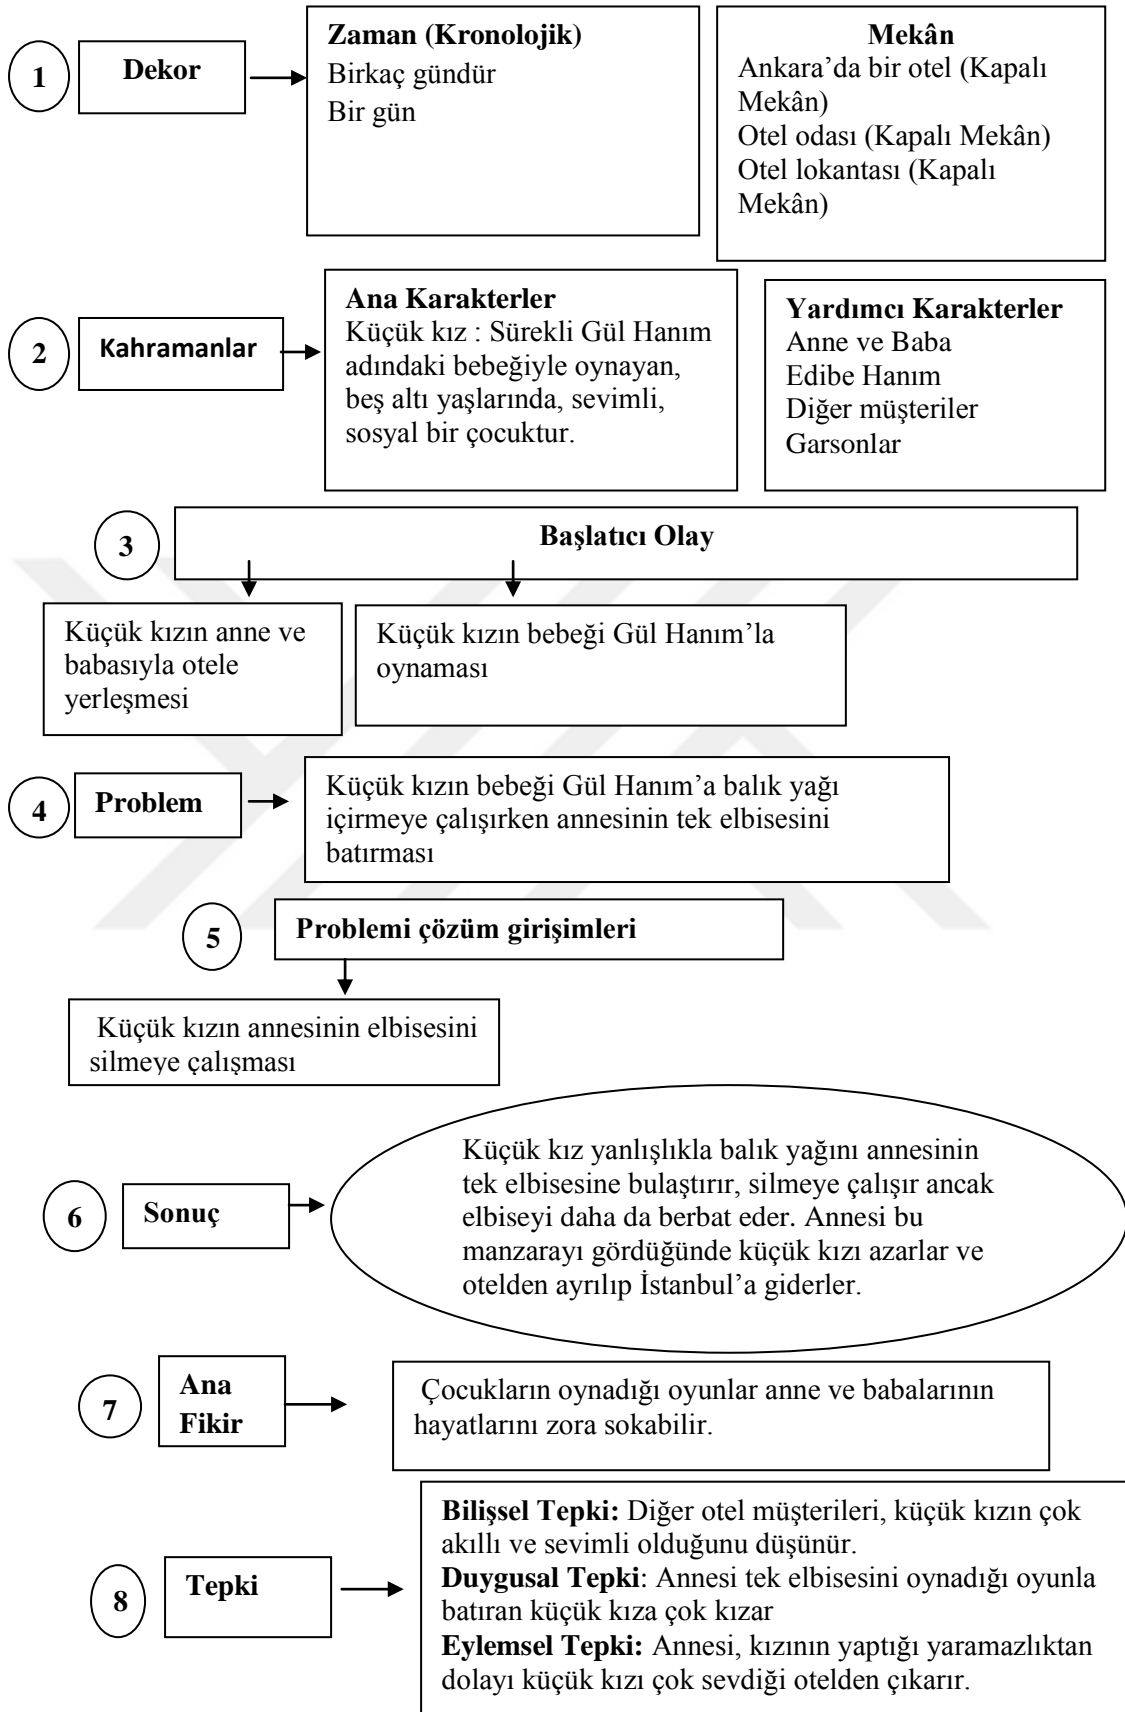 1
Dekor
Zaman (Kronolojik)
Birkaç gündür
Bir gün
Mekân
Ankara’da bir otel (Kapalı
Mekân)
Otel odası (Kapalı Mekân)
Otel lokantası (Kapalı
Mekân)
2
Kahramanlar
Ana Karakterler
Küçük kız : Sürekli Gül Hanım
adındaki bebeğiyle oynayan,
beş altı yaşlarında, sevimli,
sosyal bir çocuktur.
Yardımcı Karakterler
Anne ve Baba
Edibe Hanım
Diğer müşteriler
Garsonlar
3
Başlatıcı Olay
Küçük kızın anne ve
babasıyla otele
yerleşmesi
Küçük kızın bebeği Gül Hanım’la
oynaması
4
Problem
Küçük kızın bebeği Gül Hanım’a balık yağı
içirmeye çalışırken annesinin tek elbisesini
batırması
5
Problemi çözüm girişimleri
Küçük kızın annesinin elbisesini
silmeye çalışması
6
Sonuç
Küçük kız yanlışlıkla balık yağını annesinin
tek elbisesine bulaştırır, silmeye çalışır ancak
elbiseyi daha da berbat eder. Annesi bu
manzarayı gördüğünde küçük kızı azarlar ve
otelden ayrılıp İstanbul’a giderler.
7
Ana
Fikir
Çocukların oynadığı oyunlar anne ve babalarının
hayatlarını zora sokabilir.
8
Tepki
Bilişsel Tepki: Diğer otel müşterileri, küçük kızın çok
akıllı ve sevimli olduğunu düşünür.
Duygusal Tepki: Annesi tek elbisesini oynadığı oyunla
batıran küçük kıza çok kızar
Eylemsel Tepki: Annesi, kızının yaptığı yaramazlıktan
dolayı küçük kızı çok sevdiği otelden çıkarır.